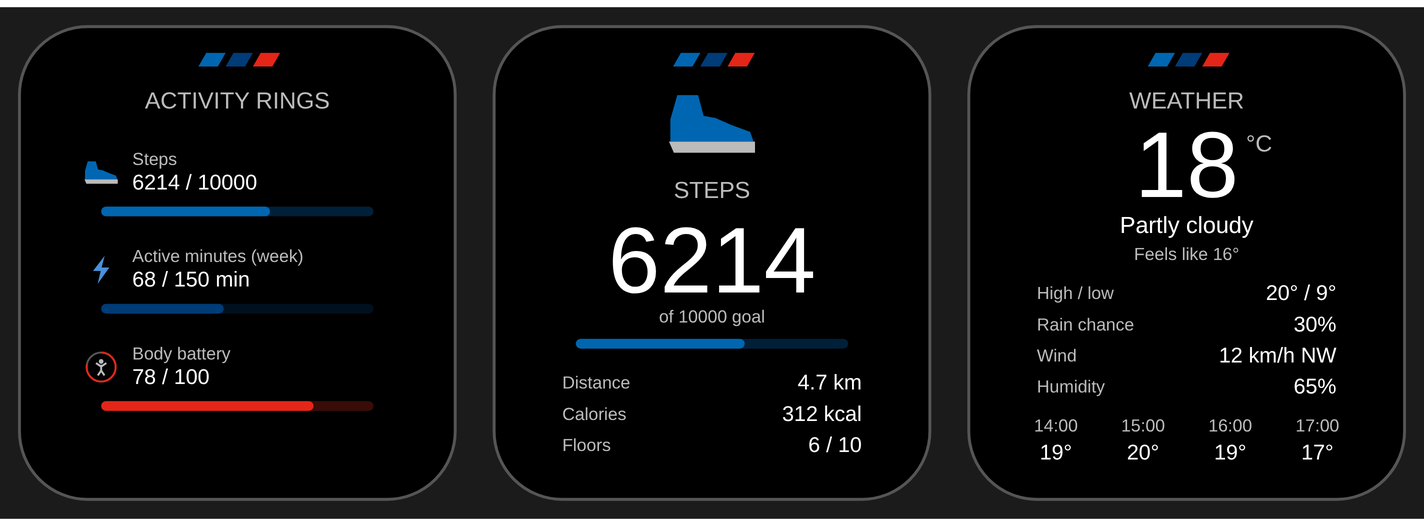 ACTIVITY RINGS
Steps
6214 / 10000
Active minutes (week)
68 / 150 min
Body battery
78 / 100
STEPS
6214
of 10000 goal
Distance 4.7 km
Calories 312 kcal
Floors 6 / 10
WEATHER
18 °C
Partly cloudy
Feels like 16°
High / low 20° / 9°
Rain chance 30%
Wind 12 km/h NW
Humidity 65%
14:00 15:00 16:00 17:00
19° 20° 19° 17°